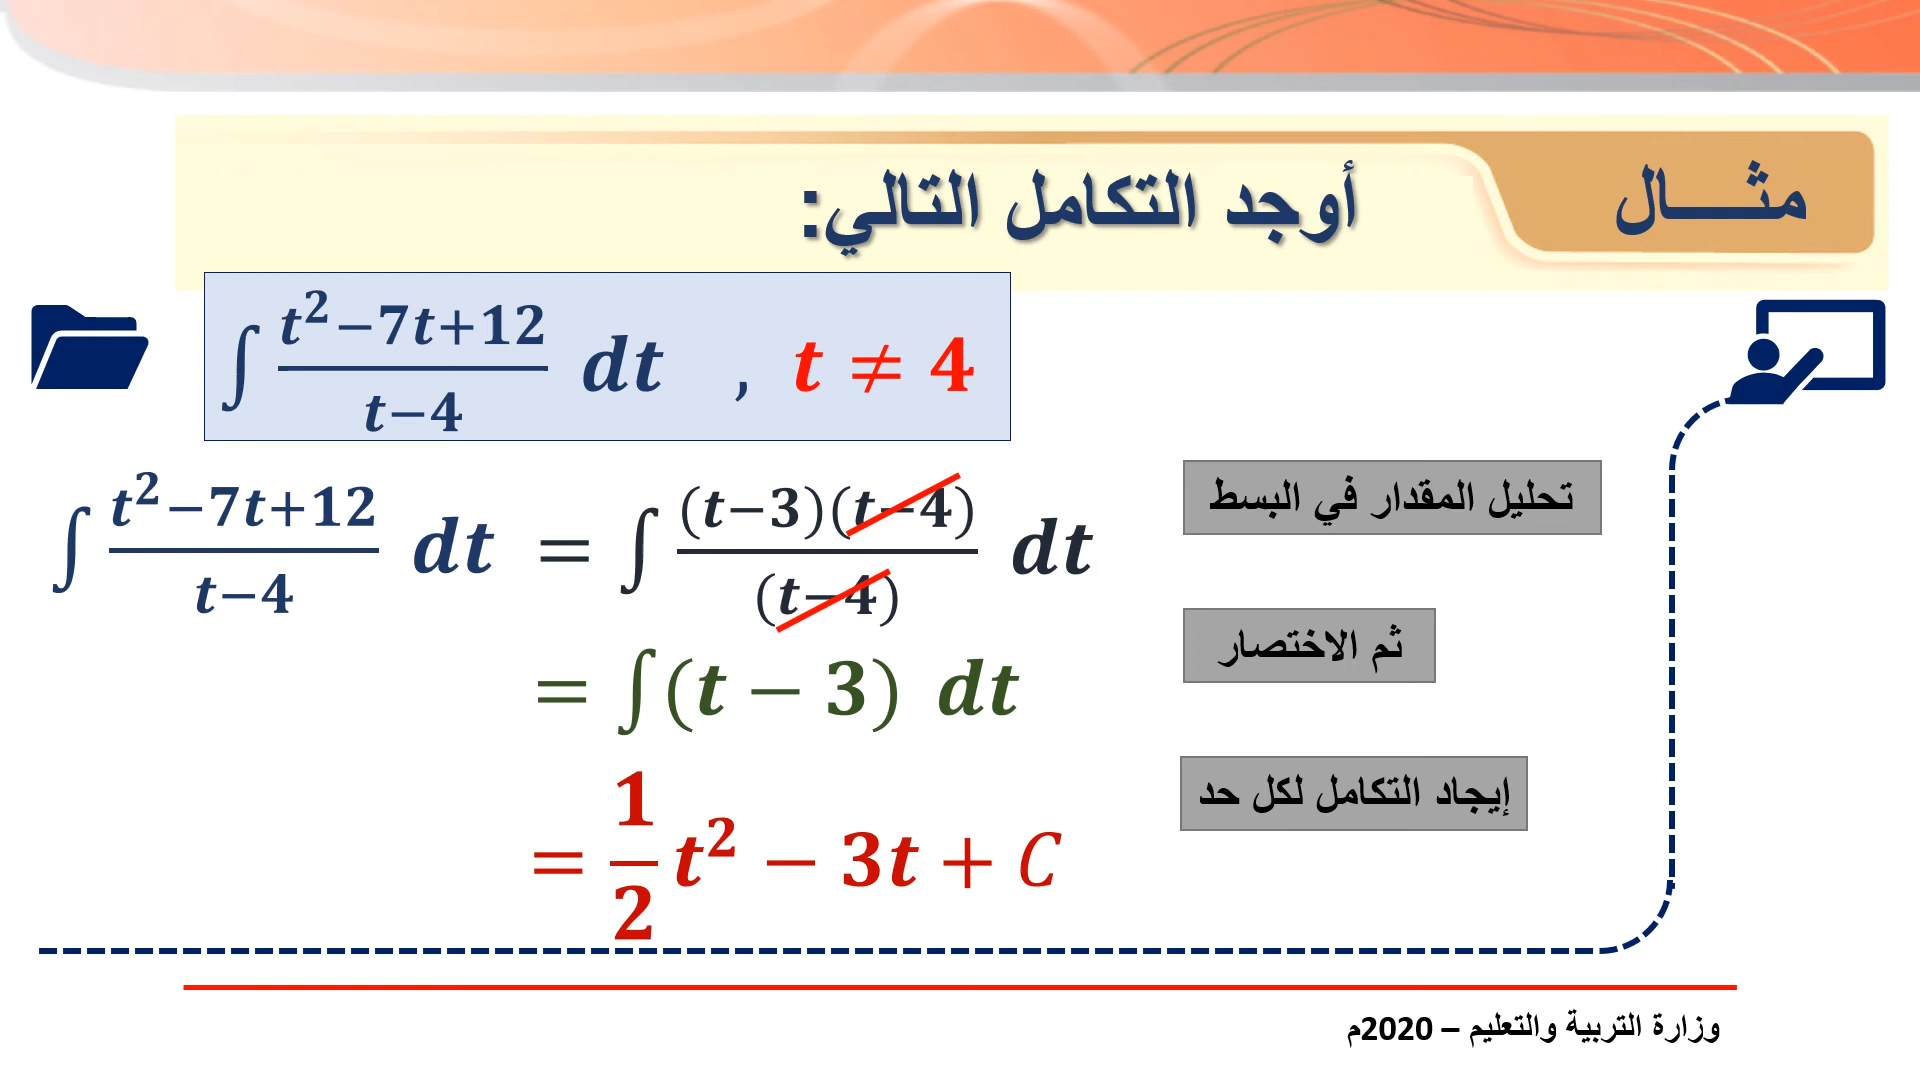 مثـــــال
أوجد التكامل التالي:
∫ (t²−7t+12)/(t−4) dt , t ≠ 4
∫ (t²−7t+12)/(t−4) dt = ∫ ((t−3)(t−4))/((t−4)) dt
تحليل المقدار في البسط
= ∫(t − 3) dt
ثم الاختصار
= 1/2 t² − 3t + C
إيجاد التكامل لكل حد
وزارة التربية والتعليم – 2020م